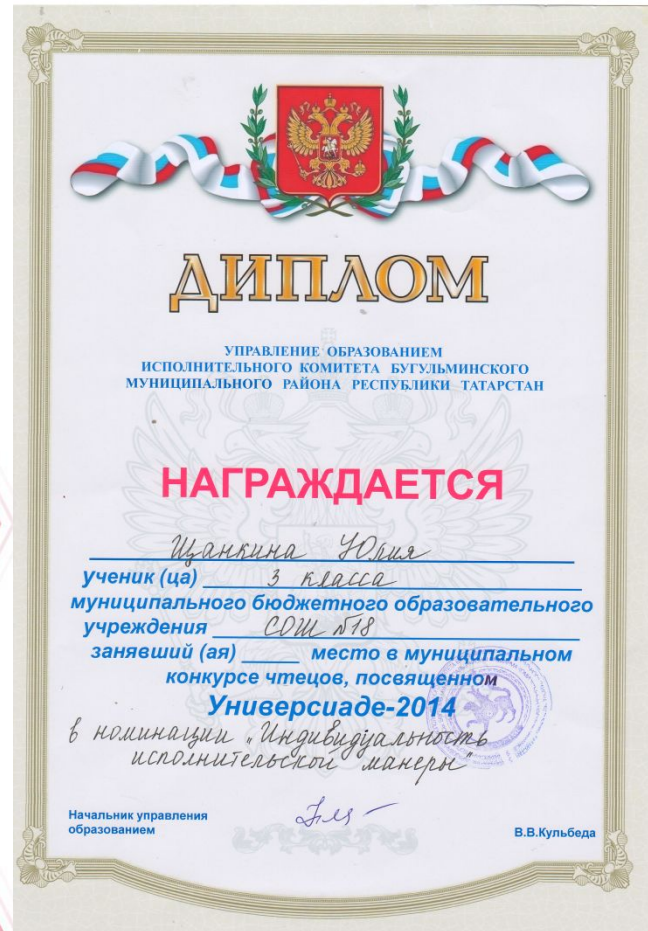 ДИПЛОМ
УПРАВЛЕНИЕ ОБРАЗОВАНИЕМ
ИСПОЛНИТЕЛЬНОГО КОМИТЕТА БУГУЛЬМИНСКОГО
МУНИЦИПАЛЬНОГО РАЙОНА РЕСПУБЛИКИ ТАТАРСТАН
НАГРАЖДАЕТСЯ
Щанкина Юлия
ученик (ца) 3 класса
муниципального бюджетного образовательного
учреждения СОШ №18
занявший (ая) _____ место в муниципальном
конкурсе чтецов, посвященном
Универсиаде-2014
в номинации „Индивидуальность
исполнительской манеры"
Начальник управления
образованием
В.В.Кульбеда